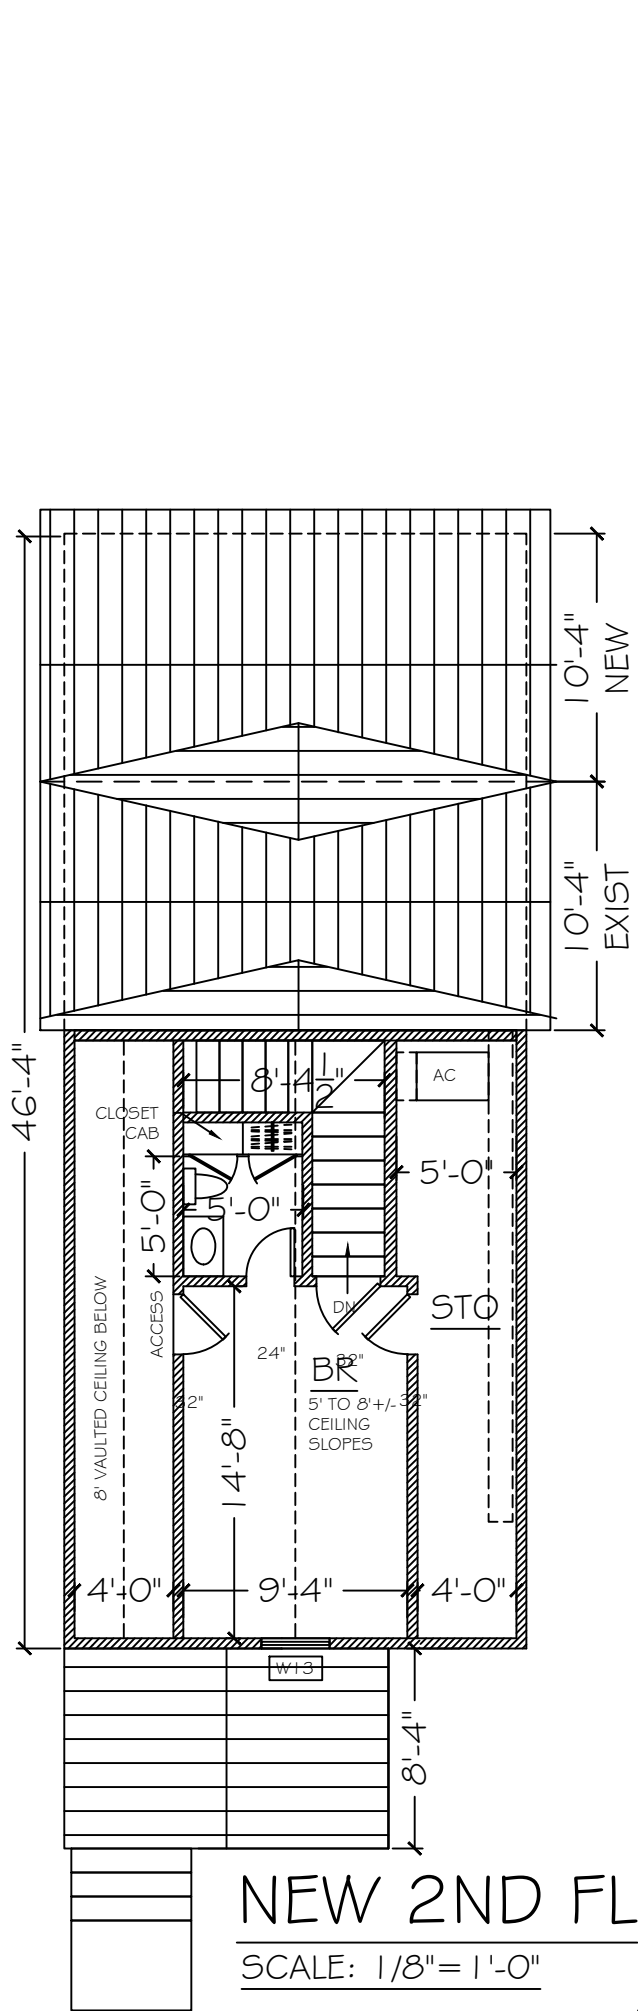 10'-4"
NEW
10'-4"
EXIST
46'-4"
8'-4 1/2"
AC
CLOSET
CAB
5'-0"
5'-0"
5'-0"
STO
DN
ACCESS
8' VAULTED CEILING BELOW
24"
32"
BR
32"
32"
5' TO 8'+/-
CEILING
SLOPES
14'-8"
4'-0"
9'-4"
4'-0"
W13
8'-4"
NEW 2ND FL
SCALE: 1/8"=1'-0"